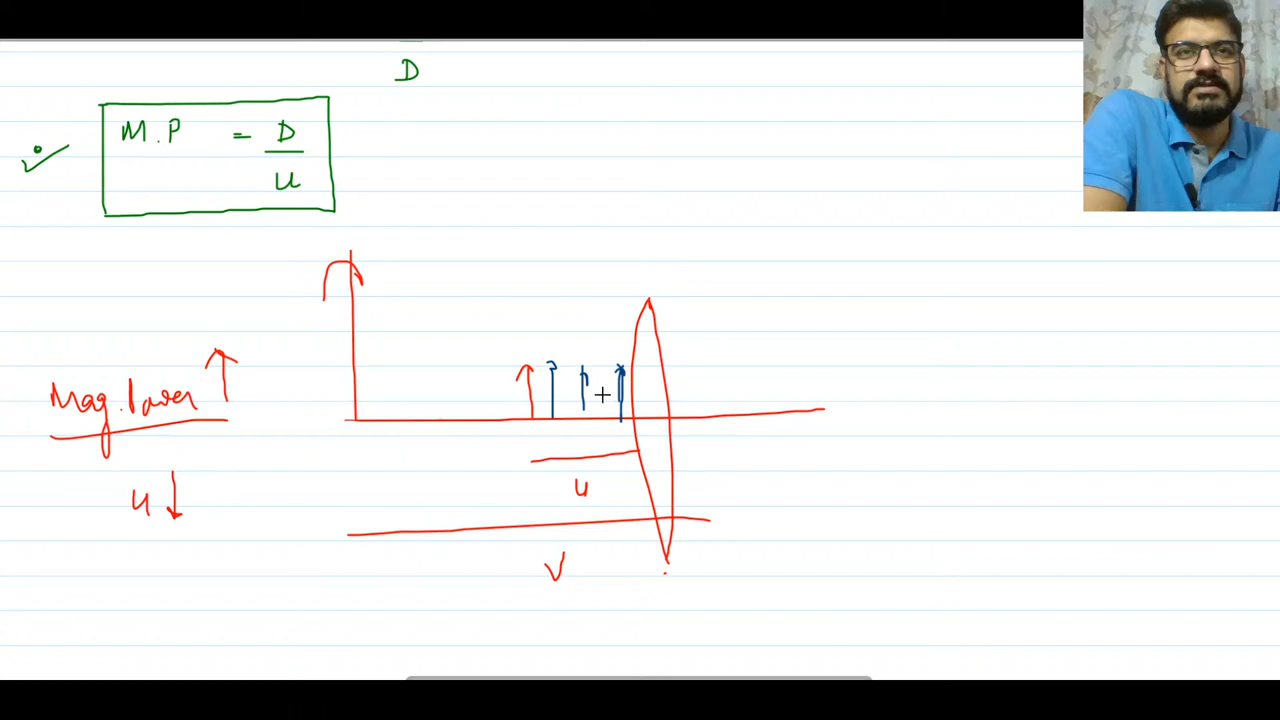 D
M.P = D
u
Mag. Power ↑
u ↓
u
v